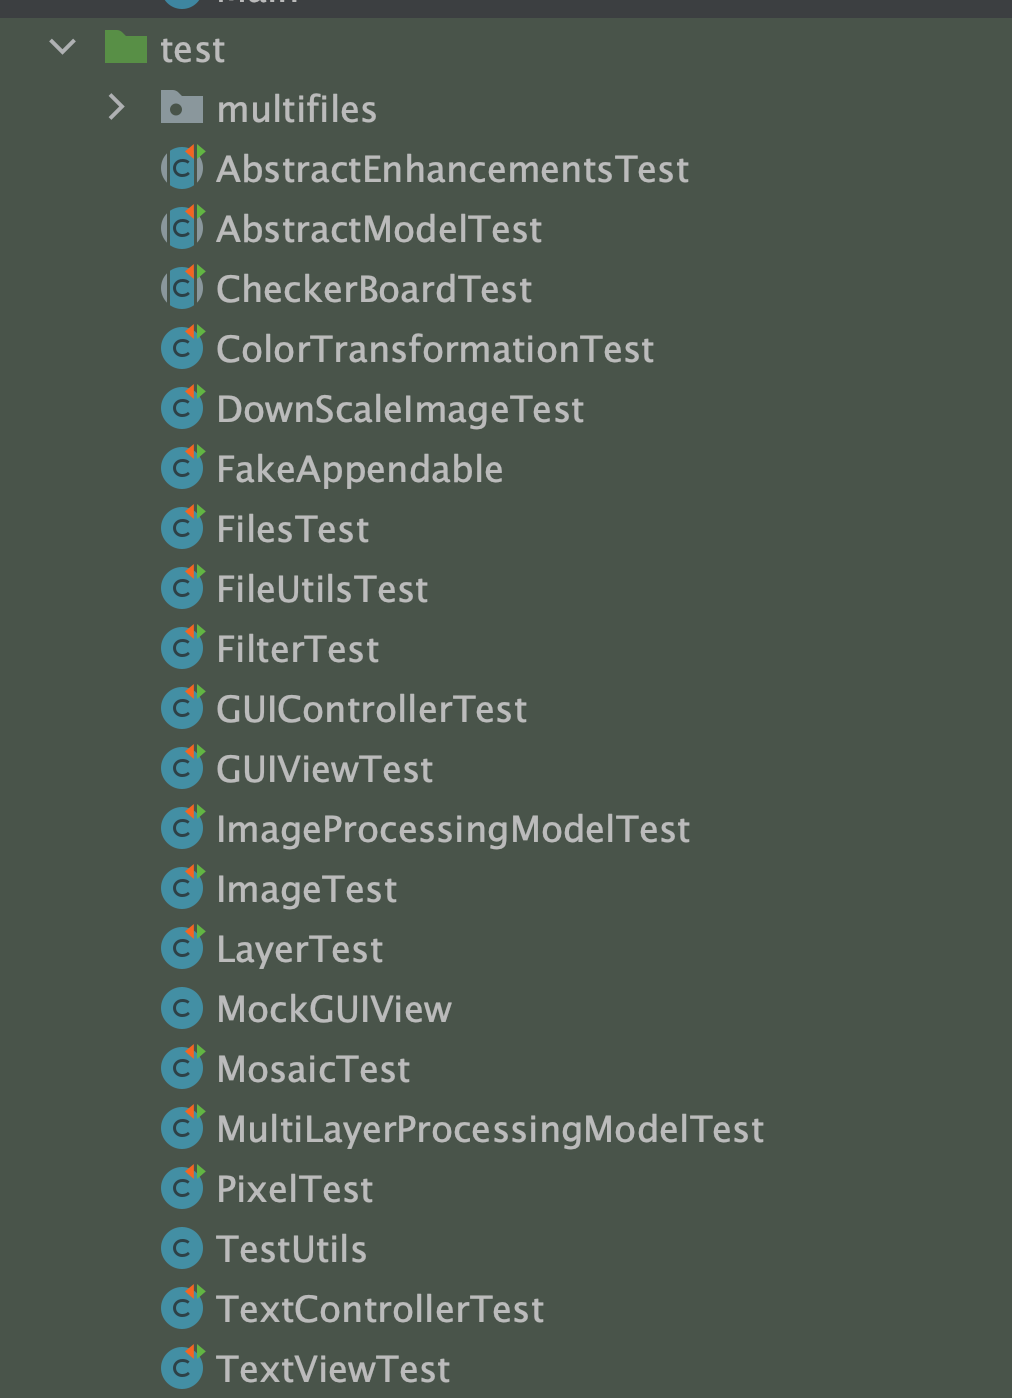 Main
test
multifiles
AbstractEnhancementsTest
AbstractModelTest
CheckerBoardTest
ColorTransformationTest
DownScaleImageTest
FakeAppendable
FilesTest
FileUtilsTest
FilterTest
GUIControllerTest
GUIViewTest
ImageProcessingModelTest
ImageTest
LayerTest
MockGUIView
MosaicTest
MultiLayerProcessingModelTest
PixelTest
TestUtils
TextControllerTest
TextViewTest